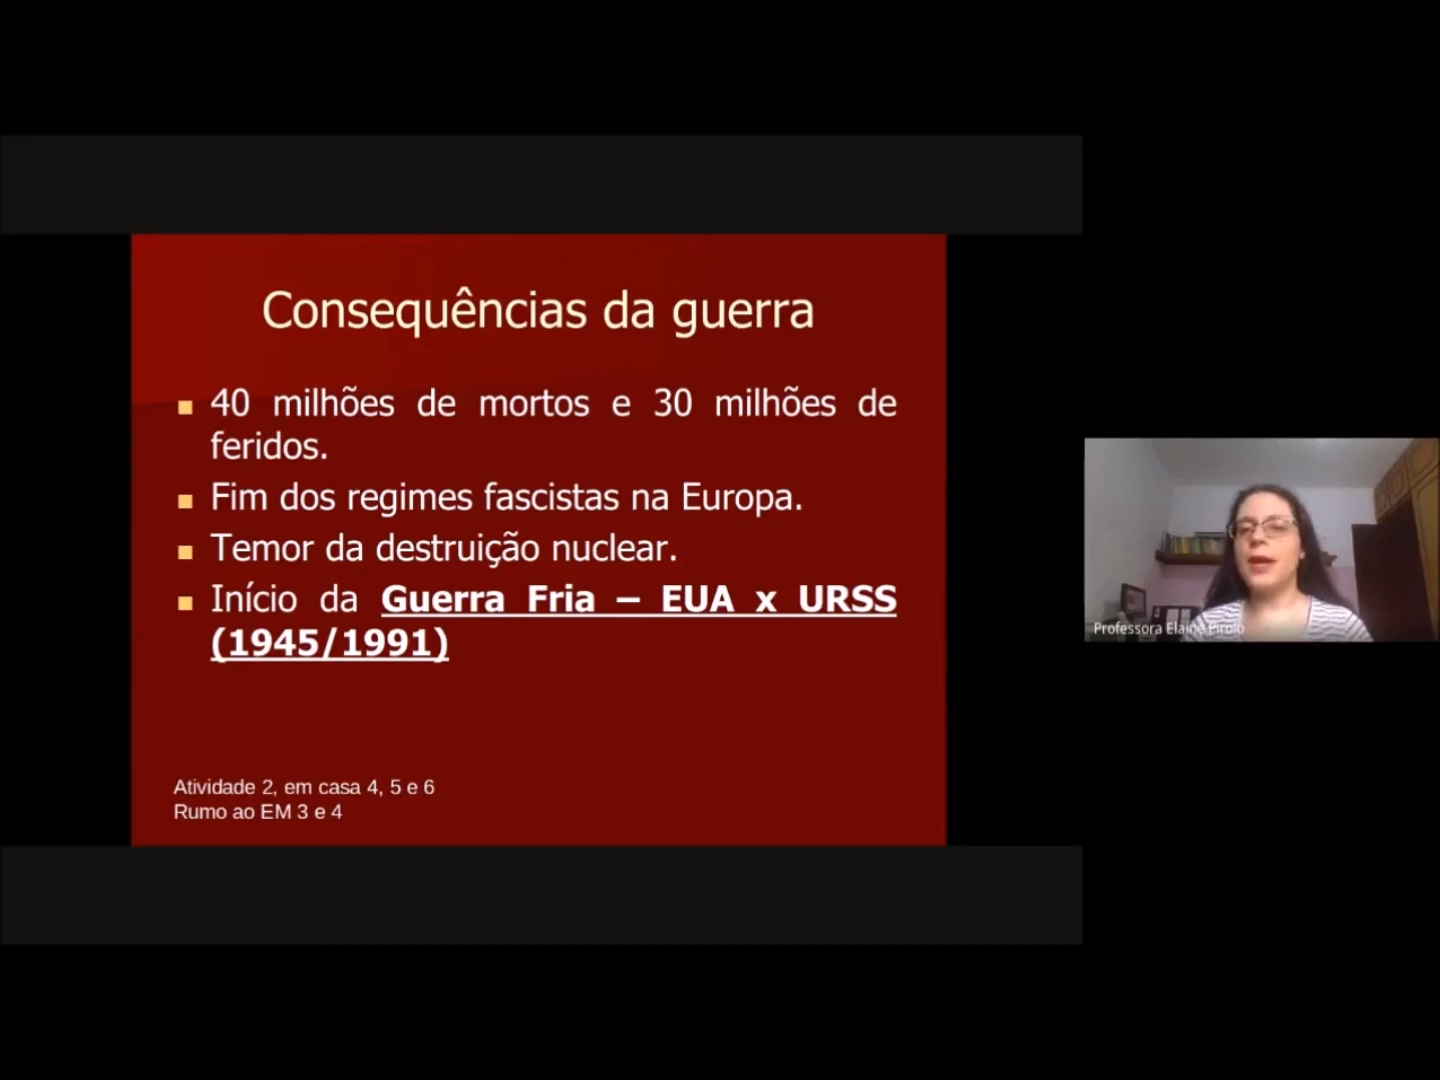 Consequências da guerra
40 milhões de mortos e 30 milhões de
feridos.
Fim dos regimes fascistas na Europa.
Temor da destruição nuclear.
Início da Guerra Fria – EUA x URSS
(1945/1991)
Atividade 2, em casa 4, 5 e 6
Rumo ao EM 3 e 4
Professora Elaine Pirolo